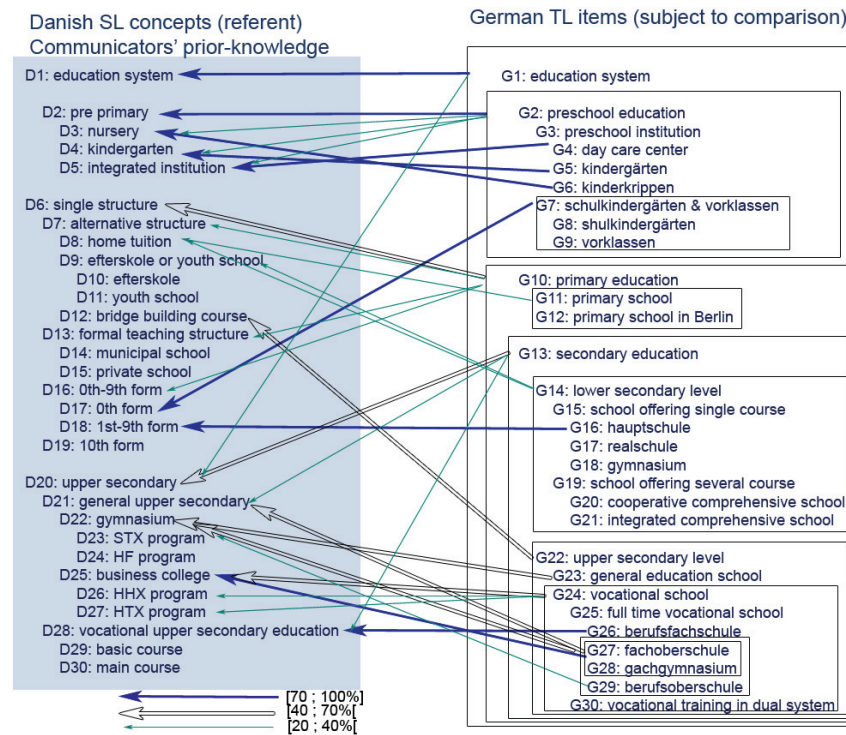 Danish SL concepts (referent)
Communicators' prior-knowledge
D1: education system
D2: pre primary
D3: nursery
D4: kindergarten
D5: integrated institution
D6: single structure
D7: alternative structure
D8: home tuition
D9: efterskole or youth school
D10: efterskole
D11: youth school
D12: bridge building course
D13: formal teaching structure
D14: municipal school
D15: private school
D16: 0th-9th form
D17: 0th form
D18: 1st-9th form
D19: 10th form
D20: upper secondary
D21: general upper secondary
D22: gymnasium
D23: STX program
D24: HF program
D25: business college
D26: HHX program
D27: HTX program
D28: vocational upper secondary education
D29: basic course
D30: main course
[70 ; 100%]
[40 ; 70%[
[20 ; 40%[
German TL items (subject to comparison)
G1: education system
G2: preschool education
G3: preschool institution
G4: day care center
G5: kindergärten
G6: kinderkrippen
G7: schulkindergärten & vorklassen
G8: shulkindergärten
G9: vorklassen
G10: primary education
G11: primary school
G12: primary school in Berlin
G13: secondary education
G14: lower secondary level
G15: school offering single course
G16: hauptschule
G17: realschule
G18: gymnasium
G19: school offering several course
G20: cooperative comprehensive school
G21: integrated comprehensive school
G22: upper secondary level
G23: general education school
G24: vocational school
G25: full time vocational school
G26: berufsfachschule
G27: fachoberschule
G28: gachgymnasium
G29: berufsoberschule
G30: vocational training in dual system